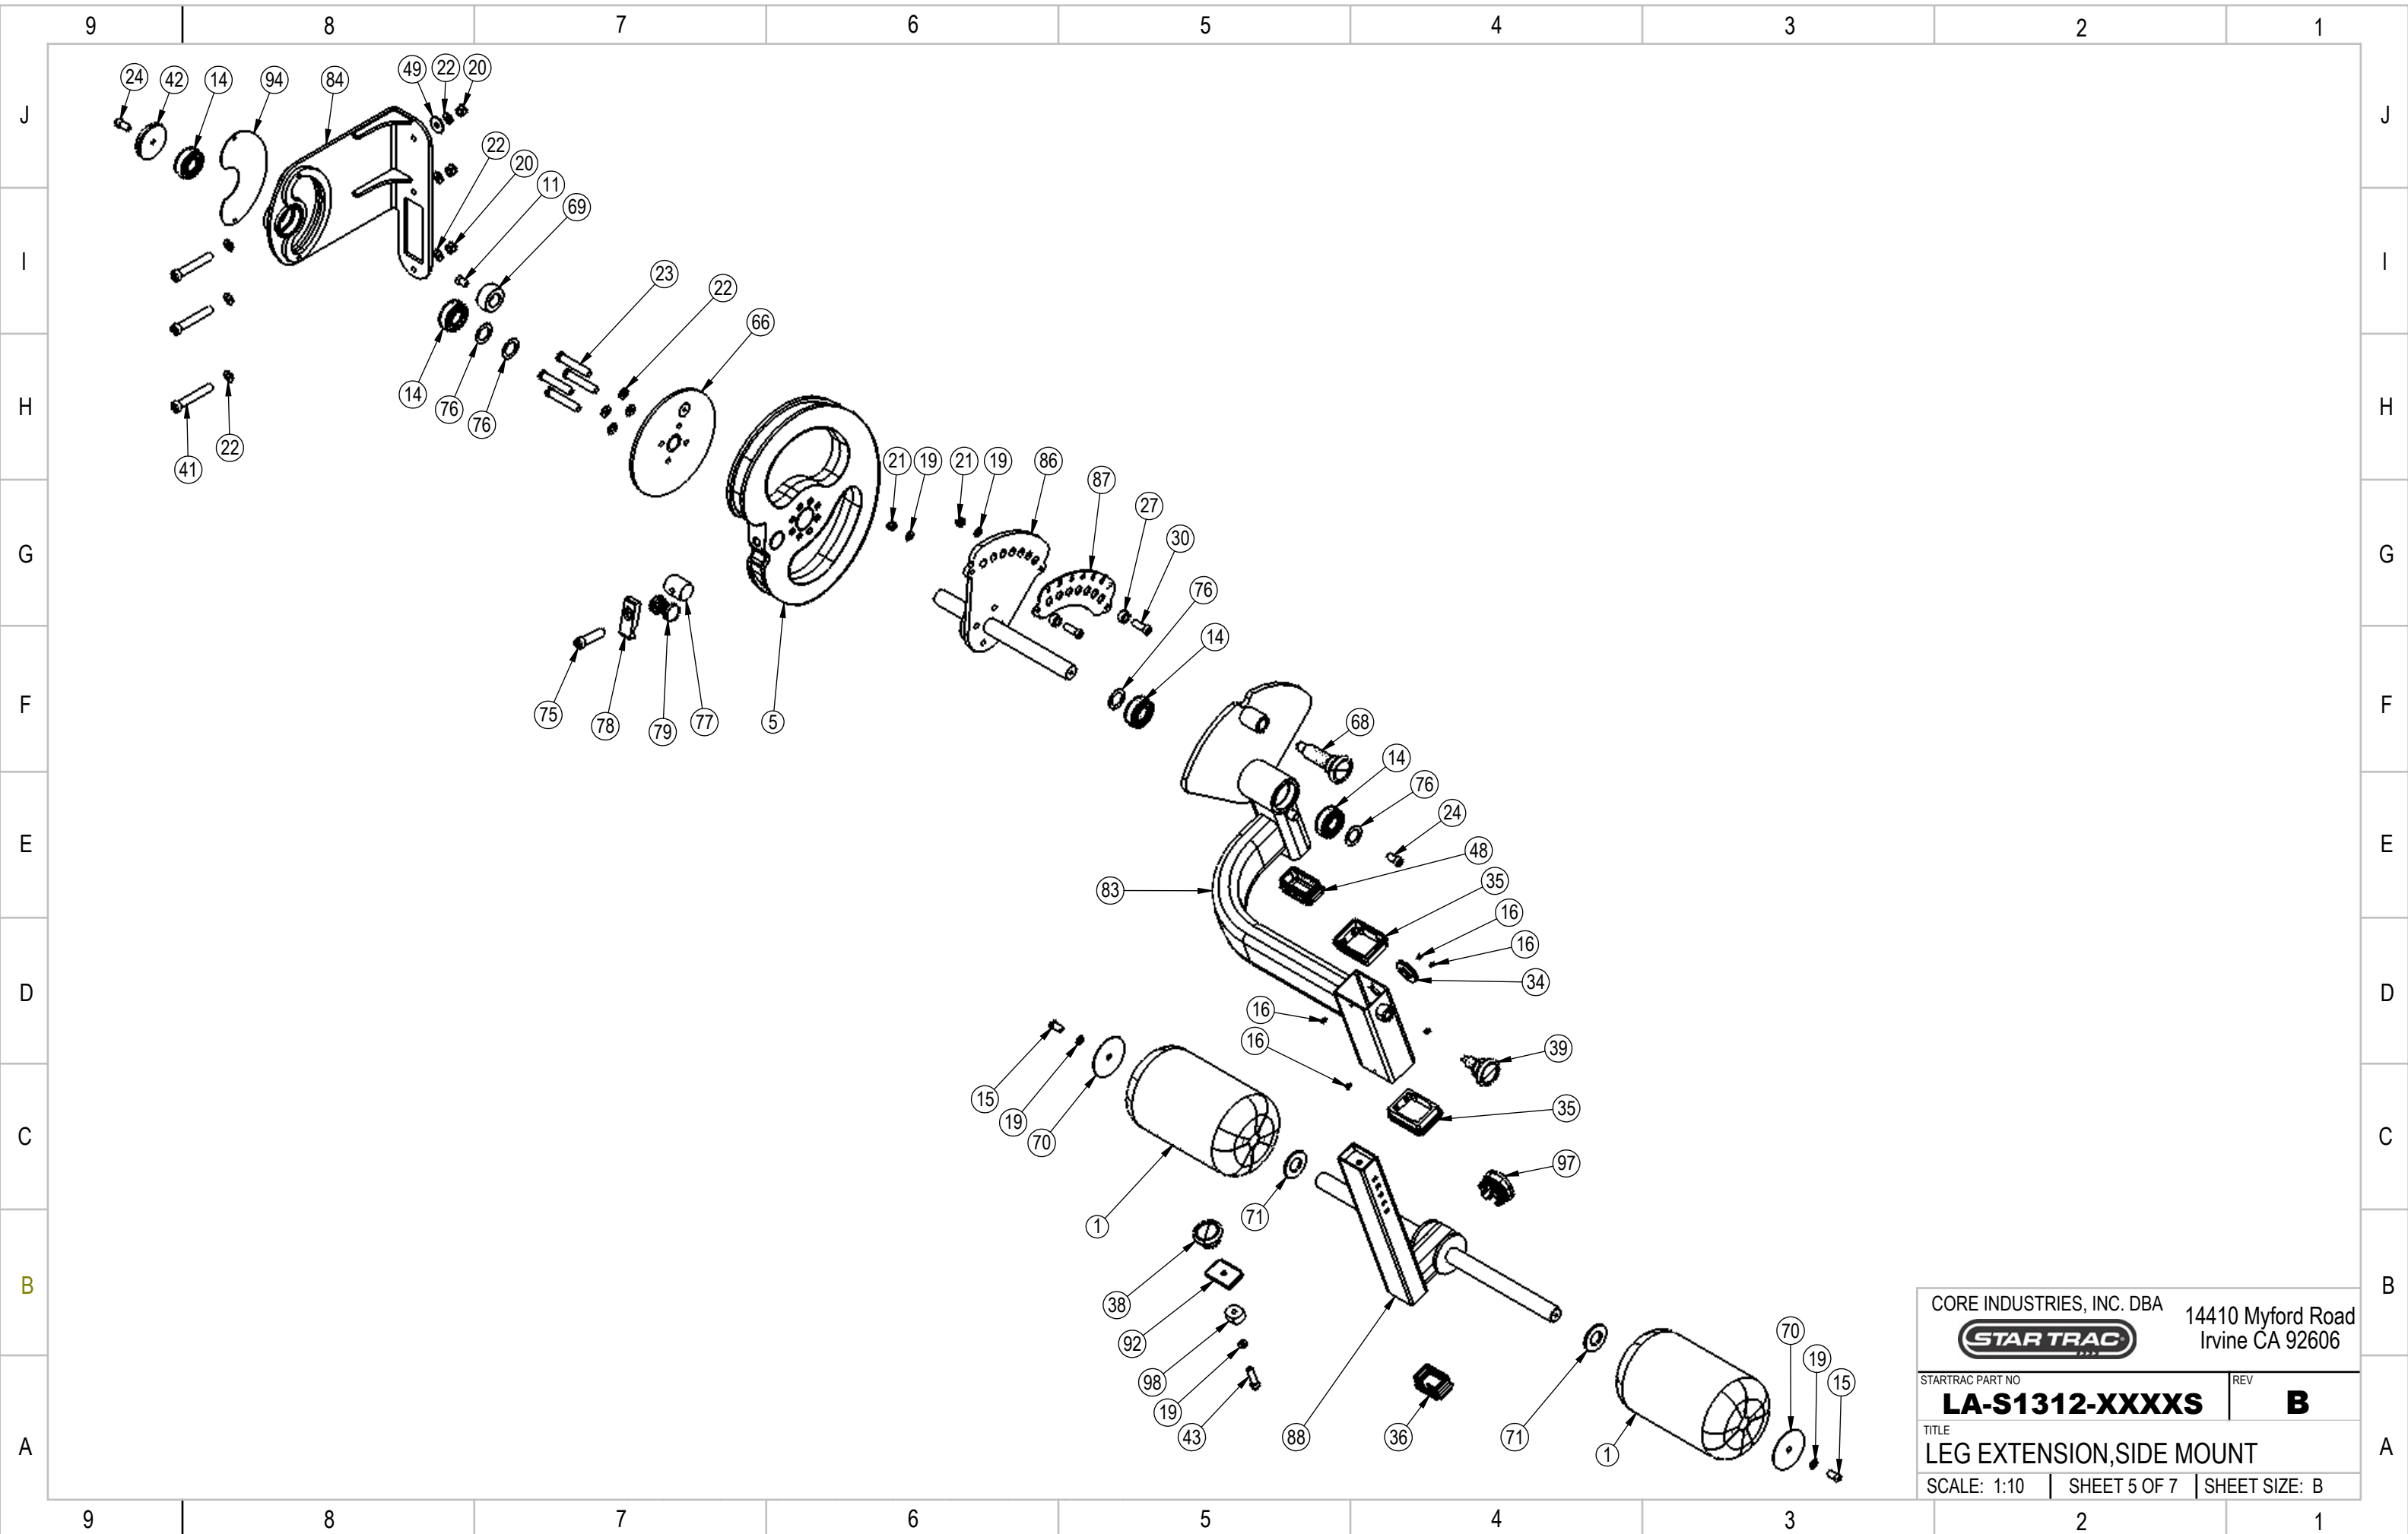 9 8 7 6 5 4 3 2 1
J J
24 42 14 94 84 49 22 20
22 20 11 69
I I
23 22 66
H H
14 76 76
41 22
21 19 21 19 86 87 27 30
G G
76 14
75 78 79 77 5
F F
68 14 76 24
E E
48 35 16 16 34
83
D D
16 16 39
15 19 70
35
C C
97
1 71
38 92 98 19 43
B B
88 36 71 1
70 19 15
A A
CORE INDUSTRIES, INC. DBA
STAR TRAC
14410 Myford Road
Irvine CA 92606
STARTRAC PART NO
LA-S1312-XXXXS
REV
B
TITLE
LEG EXTENSION,SIDE MOUNT
SCALE: 1:10 SHEET 5 OF 7 SHEET SIZE: B
9 8 7 6 5 4 3 2 1